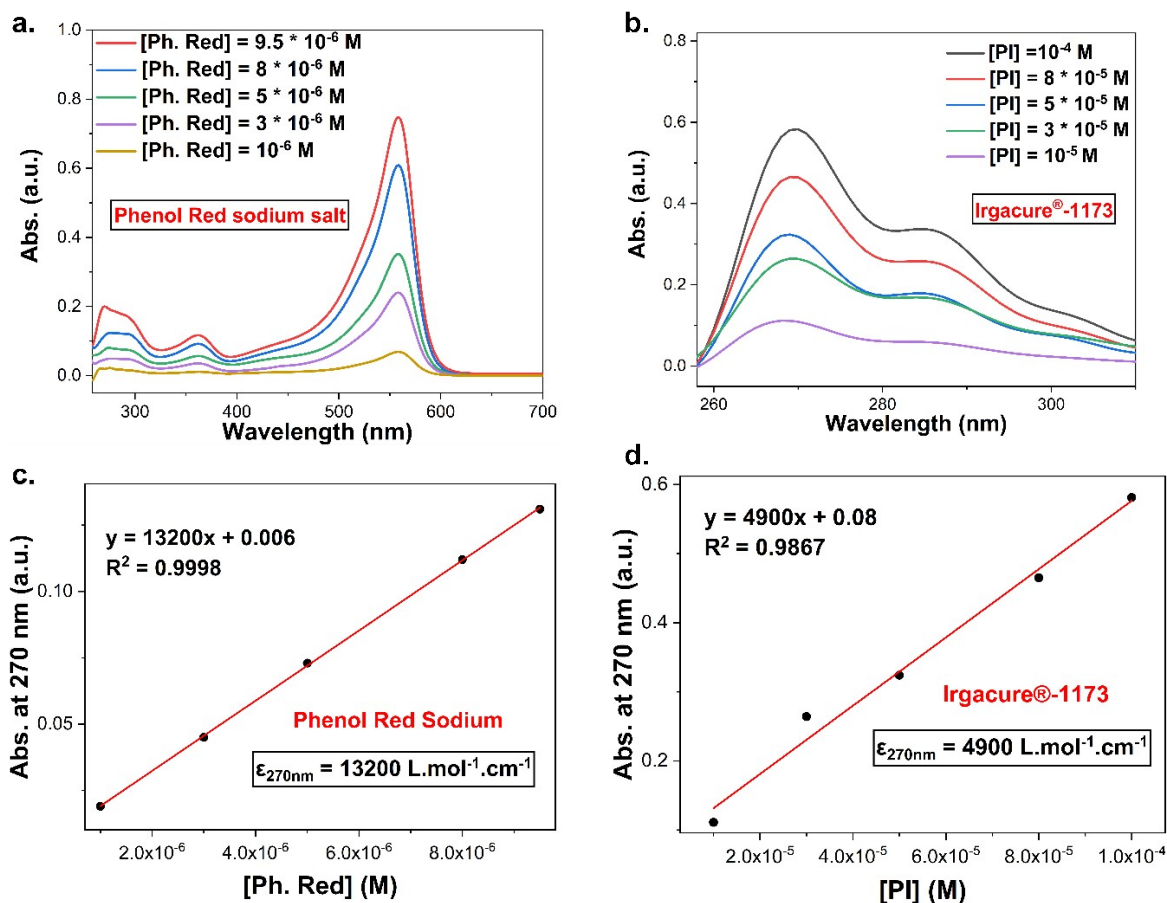 a.
1.0
0.8
0.6
0.4
0.2
0.0
Abs. (a.u.)
[Ph. Red] = 9.5 * 10⁻⁶ M
[Ph. Red] = 8 * 10⁻⁶ M
[Ph. Red] = 5 * 10⁻⁶ M
[Ph. Red] = 3 * 10⁻⁶ M
[Ph. Red] = 10⁻⁶ M
Phenol Red sodium salt
300 400 500 600 700
Wavelength (nm)
b.
0.8
0.6
0.4
0.2
0.0
Abs. (a.u.)
[PI] =10⁻⁴ M
[PI] = 8 * 10⁻⁵ M
[PI] = 5 * 10⁻⁵ M
[PI] = 3 * 10⁻⁵ M
[PI] = 10⁻⁵ M
Irgacure®-1173
260 280 300
Wavelength (nm)
c.
0.10
0.05
Abs. at 270 nm (a.u.)
y = 13200x + 0.006
R² = 0.9998
Phenol Red Sodium
ε₂₇₀ₙₘ = 13200 L.mol⁻¹.cm⁻¹
2.0x10⁻⁶ 4.0x10⁻⁶ 6.0x10⁻⁶ 8.0x10⁻⁶
[Ph. Red] (M)
d.
0.6
0.4
0.2
Abs. at 270 nm (a.u.)
y = 4900x + 0.08
R² = 0.9867
Irgacure®-1173
ε₂₇₀ₙₘ = 4900 L.mol⁻¹.cm⁻¹
2.0x10⁻⁵ 4.0x10⁻⁵ 6.0x10⁻⁵ 8.0x10⁻⁵ 1.0x10⁻⁴
[PI] (M)